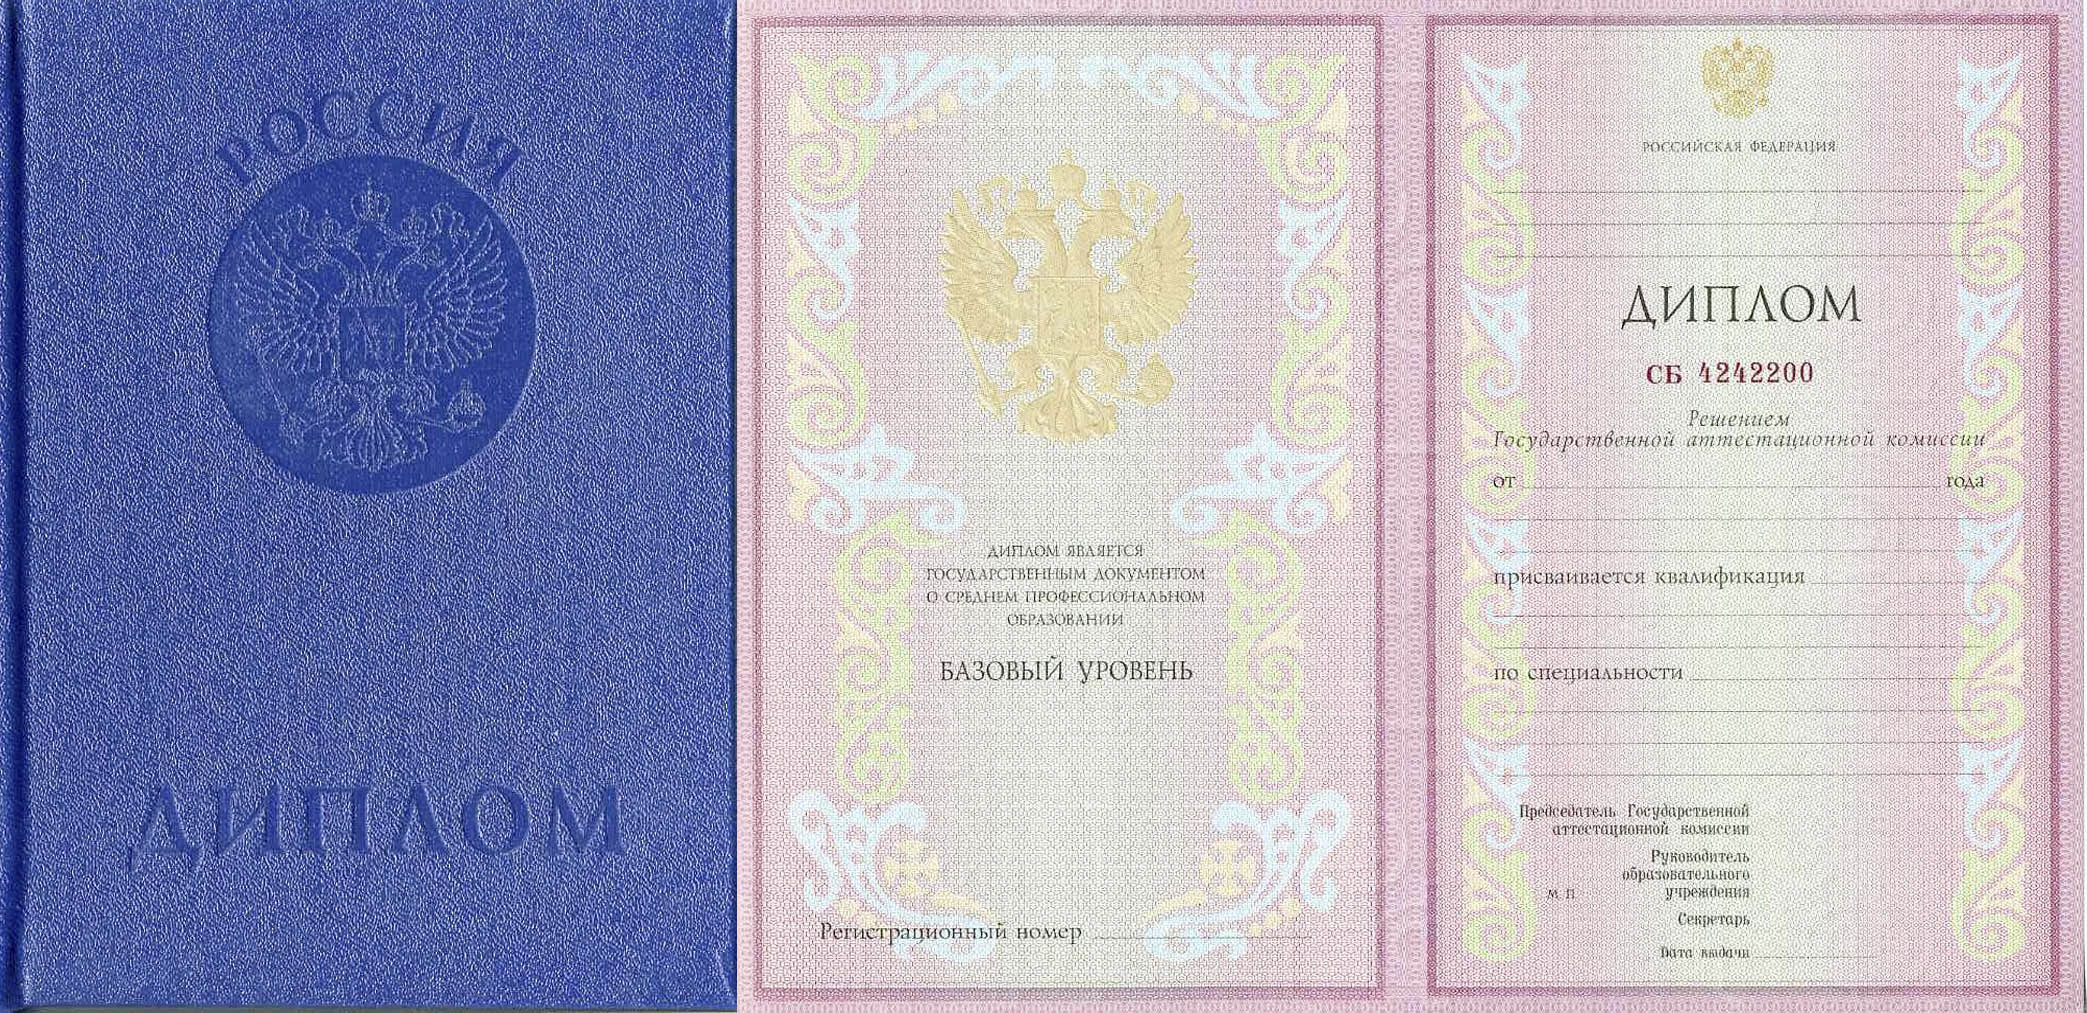 РОССИЯ
ДИПЛОМ
ДИПЛОМ ЯВЛЯЕТСЯ
ГОСУДАРСТВЕННЫМ ДОКУМЕНТОМ
О СРЕДНЕМ ПРОФЕССИОНАЛЬНОМ
ОБРАЗОВАНИИ
БАЗОВЫЙ УРОВЕНЬ
Регистрационный номер
РОССИЙСКАЯ ФЕДЕРАЦИЯ
ДИПЛОМ
СБ 4242200
Решением
Государственной аттестационной комиссии
от года
присваивается квалификация
по специальности
Председатель Государственной
аттестационной комиссии
Руководитель
образовательного
М П учреждения
Секретарь
Дата выдачи